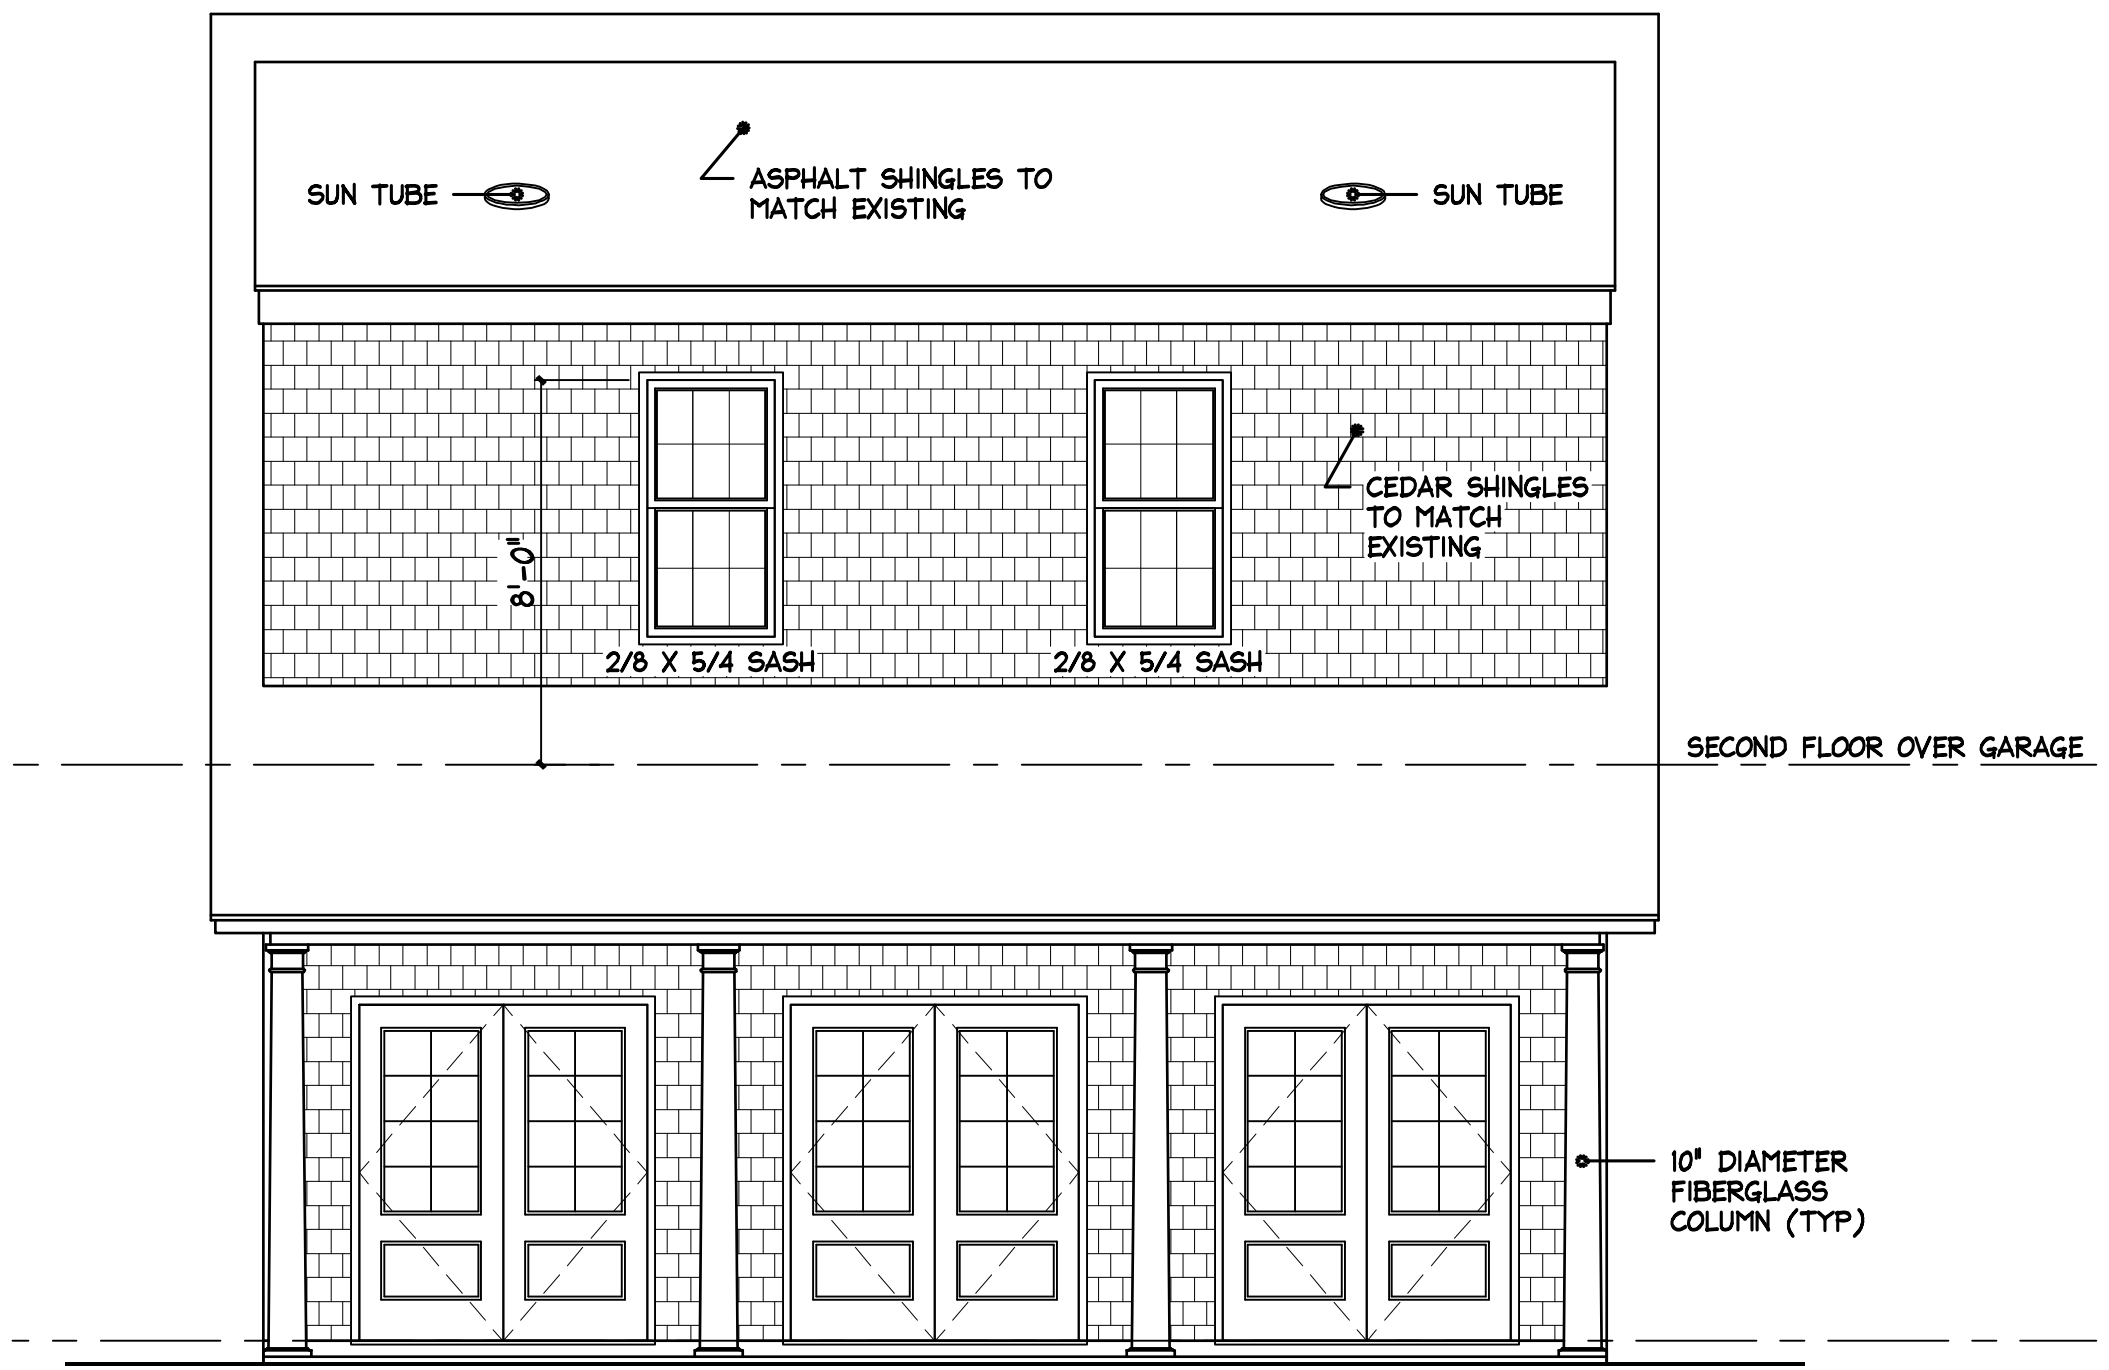 SUN TUBE
ASPHALT SHINGLES TO
MATCH EXISTING
SUN TUBE
8'-0"
CEDAR SHINGLES
TO MATCH
EXISTING
2/8 X 5/4 SASH
2/8 X 5/4 SASH
SECOND FLOOR OVER GARAGE
10" DIAMETER
FIBERGLASS
COLUMN (TYP)